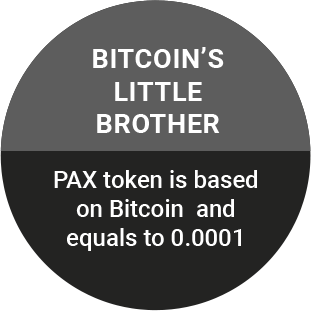 BITCOIN’S
LITTLE
BROTHER
PAX token is based
on Bitcoin and
equals to 0.0001